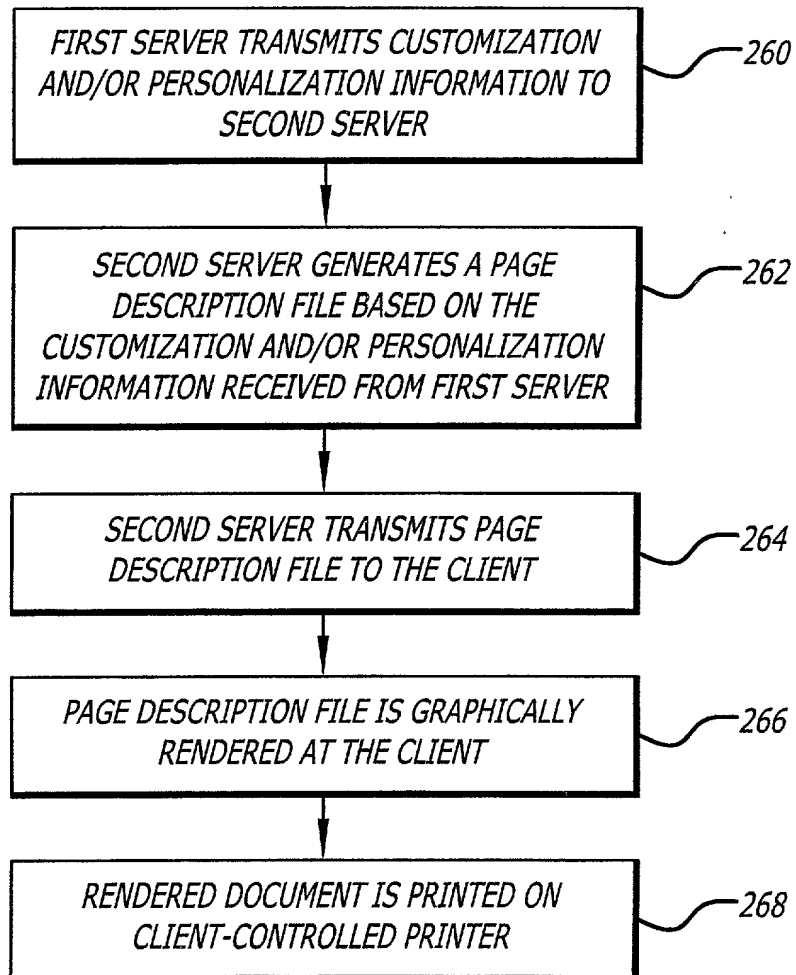 FIRST SERVER TRANSMITS CUSTOMIZATION
AND/OR PERSONALIZATION INFORMATION TO
SECOND SERVER
260
SECOND SERVER GENERATES A PAGE
DESCRIPTION FILE BASED ON THE
CUSTOMIZATION AND/OR PERSONALIZATION
INFORMATION RECEIVED FROM FIRST SERVER
262
SECOND SERVER TRANSMITS PAGE
DESCRIPTION FILE TO THE CLIENT
264
PAGE DESCRIPTION FILE IS GRAPHICALLY
RENDERED AT THE CLIENT
266
RENDERED DOCUMENT IS PRINTED ON
CLIENT-CONTROLLED PRINTER
268